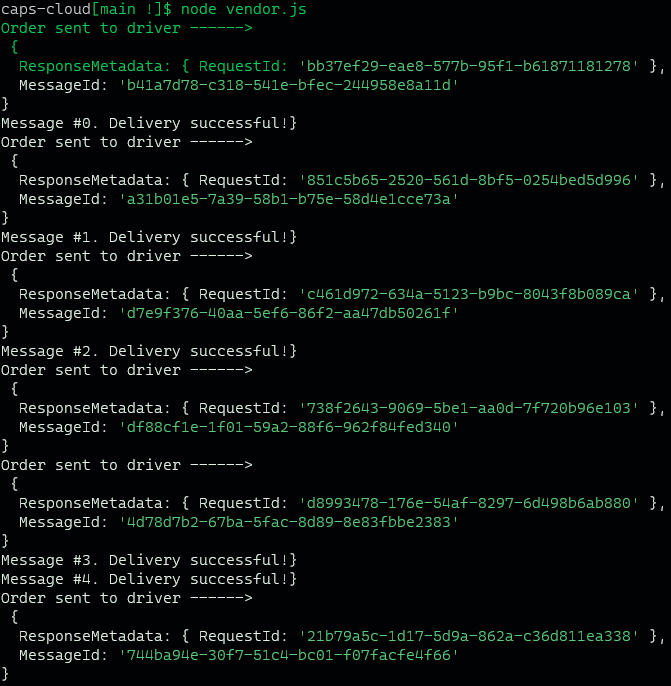 caps-cloud[main !]$ node vendor.js
Order sent to driver ------>
 {
  ResponseMetadata: { RequestId: 'bb37ef29-eae8-577b-95f1-b61871181278' },
  MessageId: 'b41a7d78-c318-541e-bfec-244958e8a11d'
}
Message #0. Delivery successful!}
Order sent to driver ------>
 {
  ResponseMetadata: { RequestId: '851c5b65-2520-561d-8bf5-0254bed5d996' },
  MessageId: 'a31b01e5-7a39-58b1-b75e-58d4e1cce73a'
}
Message #1. Delivery successful!}
Order sent to driver ------>
 {
  ResponseMetadata: { RequestId: 'c461d972-634a-5123-b9bc-8043f8b089ca' },
  MessageId: 'd7e9f376-40aa-5ef6-86f2-aa47db50261f'
}
Message #2. Delivery successful!}
Order sent to driver ------>
 {
  ResponseMetadata: { RequestId: '738f2643-9069-5be1-aa0d-7f720b96e103' },
  MessageId: 'df88cf1e-1f01-59a2-88f6-962f84fed340'
}
Order sent to driver ------>
 {
  ResponseMetadata: { RequestId: 'd8993478-176e-54af-8297-6d498b6ab880' },
  MessageId: '4d78d7b2-67ba-5fac-8d89-8e83fbbe2383'
}
Message #3. Delivery successful!}
Message #4. Delivery successful!}
Order sent to driver ------>
 {
  ResponseMetadata: { RequestId: '21b79a5c-1d17-5d9a-862a-c36d811ea338' },
  MessageId: '744ba94e-30f7-51c4-bc01-f07facfe4f66'
}